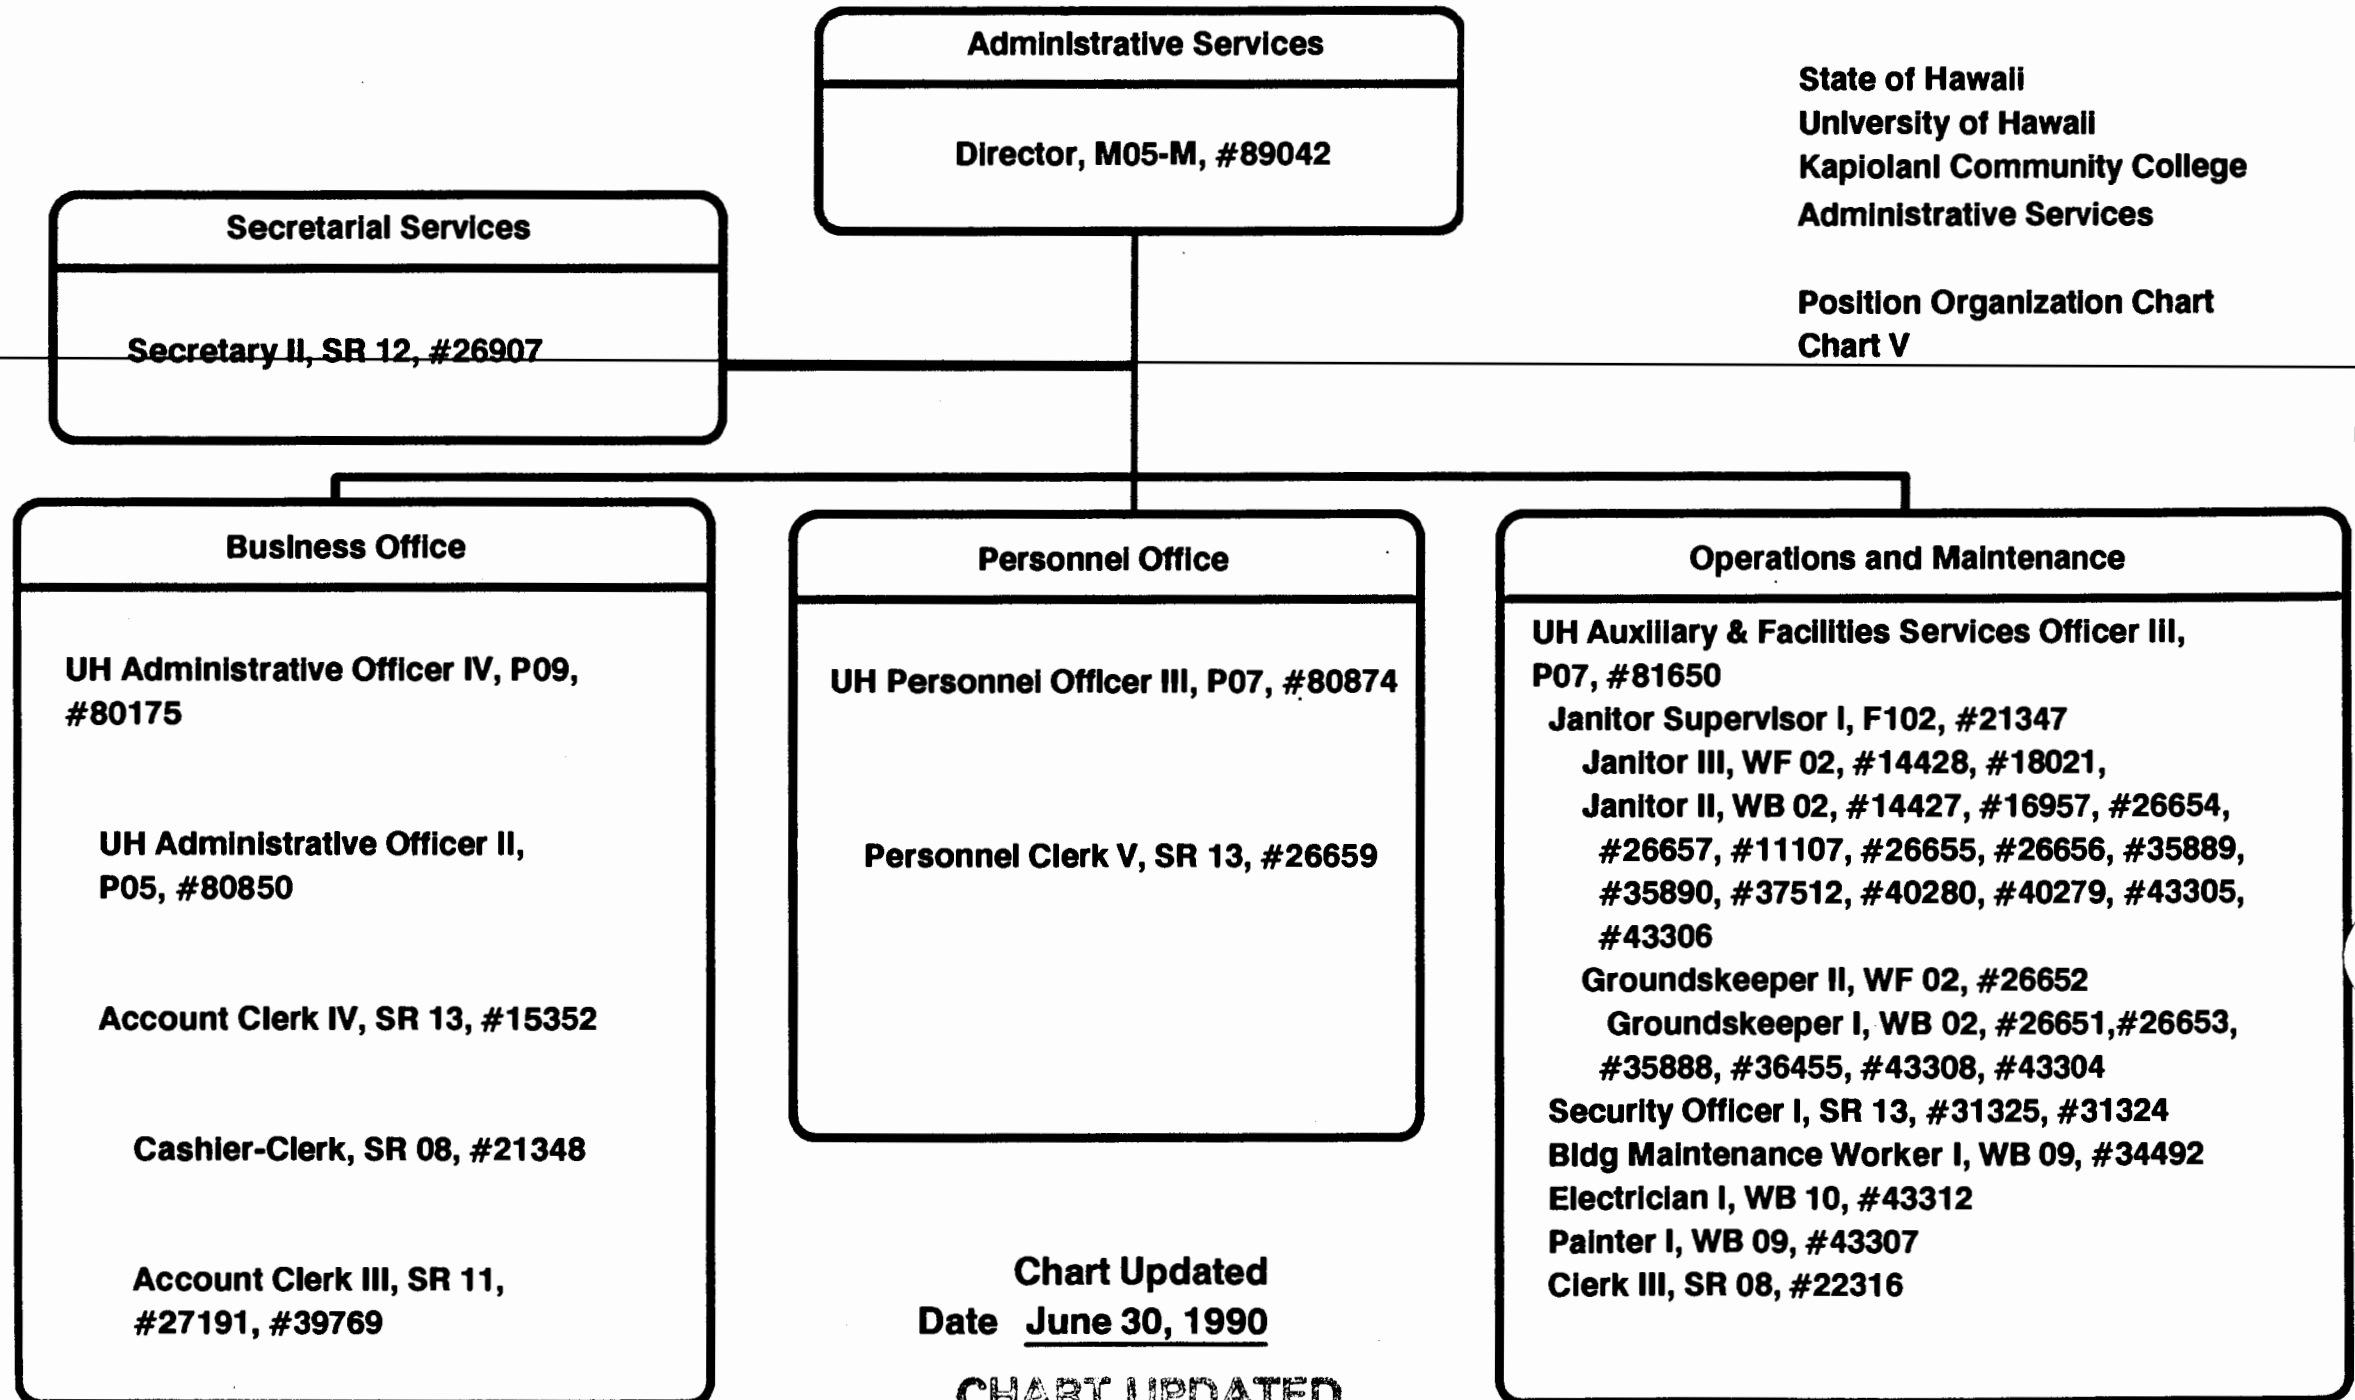 Administrative Services
Director, M05-M, #89042
State of Hawaii
University of Hawaii
Kapiolani Community College
Administrative Services
Position Organization Chart
Chart V
Secretarial Services
Secretary II, SR 12, #26907
Business Office
UH Administrative Officer IV, P09,
#80175
UH Administrative Officer II,
P05, #80850
Account Clerk IV, SR 13, #15352
Cashier-Clerk, SR 08, #21348
Account Clerk III, SR 11,
#27191, #39769
Personnel Office
UH Personnel Officer III, P07, #80874
Personnel Clerk V, SR 13, #26659
Operations and Maintenance
UH Auxiliary & Facilities Services Officer III,
P07, #81650
Janitor Supervisor I, F102, #21347
Janitor III, WF 02, #14428, #18021,
Janitor II, WB 02, #14427, #16957, #26654,
#26657, #11107, #26655, #26656, #35889,
#35890, #37512, #40280, #40279, #43305,
#43306
Groundskeeper II, WF 02, #26652
Groundskeeper I, WB 02, #26651,#26653,
#35888, #36455, #43308, #43304
Security Officer I, SR 13, #31325, #31324
Bldg Maintenance Worker I, WB 09, #34492
Electrician I, WB 10, #43312
Painter I, WB 09, #43307
Clerk III, SR 08, #22316
Chart Updated
Date June 30, 1990
CHART UPDATED